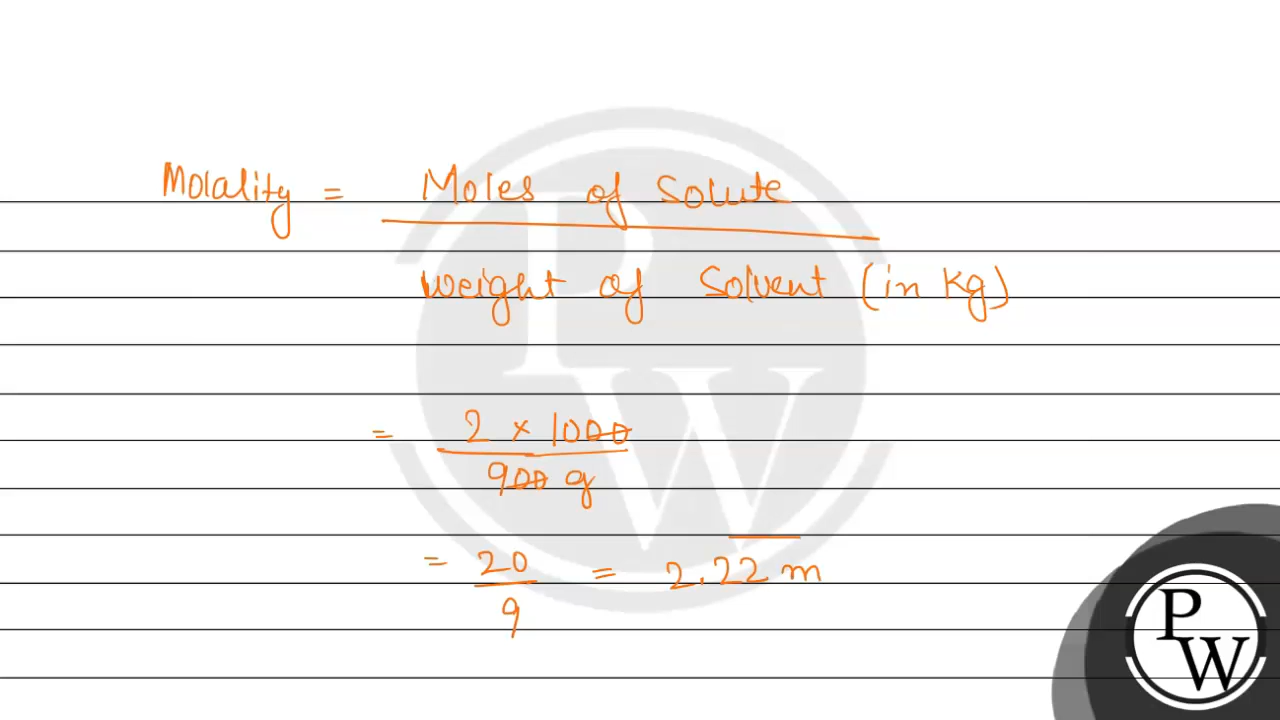 Molality = Moles of Solute
weight of Solvent (in Kg)
= 2 × 1000
900 g
= 20 = 2.22 m
9
P
W
P
W